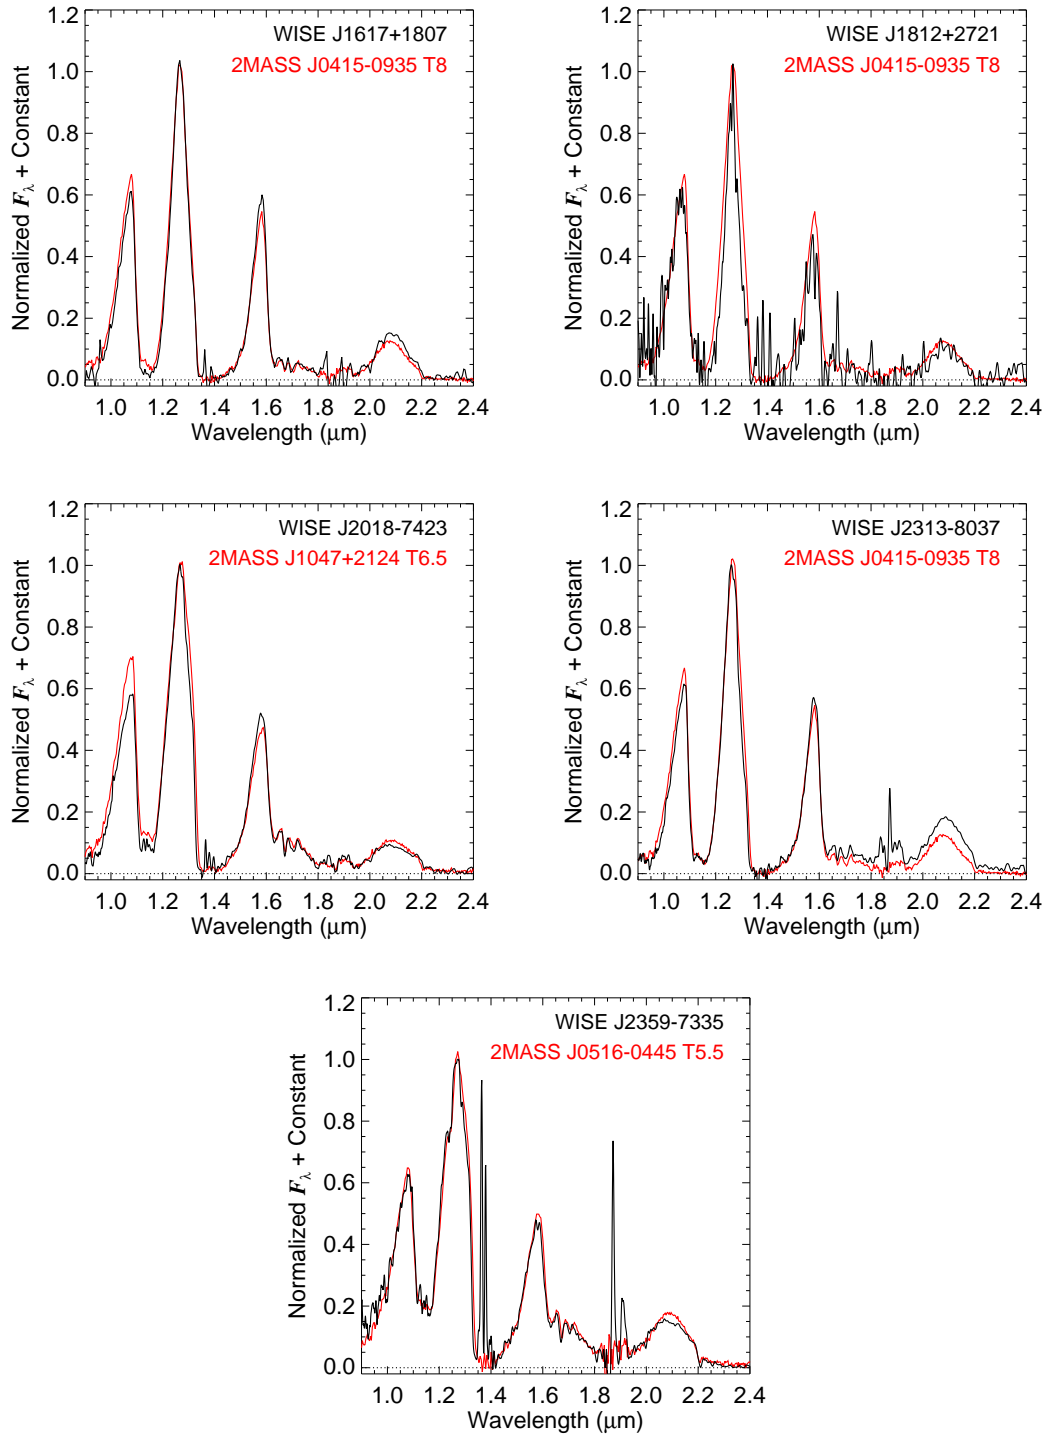 WISE J1617+1807
2MASS J0415-0935 T8
Normalized Fλ + Constant
1.0
0.8
0.6
0.4
0.2
0.0
1.0 1.2 1.4 1.6 1.8 2.0 2.2 2.4
Wavelength (μm)
1.2
WISE J1812+2721
2MASS J0415-0935 T8
Normalized Fλ + Constant
1.0
0.8
0.6
0.4
0.2
0.0
1.0 1.2 1.4 1.6 1.8 2.0 2.2 2.4
Wavelength (μm)
1.2
WISE J2018-7423
2MASS J1047+2124 T6.5
Normalized Fλ + Constant
1.0
0.8
0.6
0.4
0.2
0.0
1.0 1.2 1.4 1.6 1.8 2.0 2.2 2.4
Wavelength (μm)
1.2
WISE J2313-8037
2MASS J0415-0935 T8
Normalized Fλ + Constant
1.0
0.8
0.6
0.4
0.2
0.0
1.0 1.2 1.4 1.6 1.8 2.0 2.2 2.4
Wavelength (μm)
1.2
WISE J2359-7335
2MASS J0516-0445 T5.5
Normalized Fλ + Constant
1.0
0.8
0.6
0.4
0.2
0.0
1.0 1.2 1.4 1.6 1.8 2.0 2.2 2.4
Wavelength (μm)
1.2